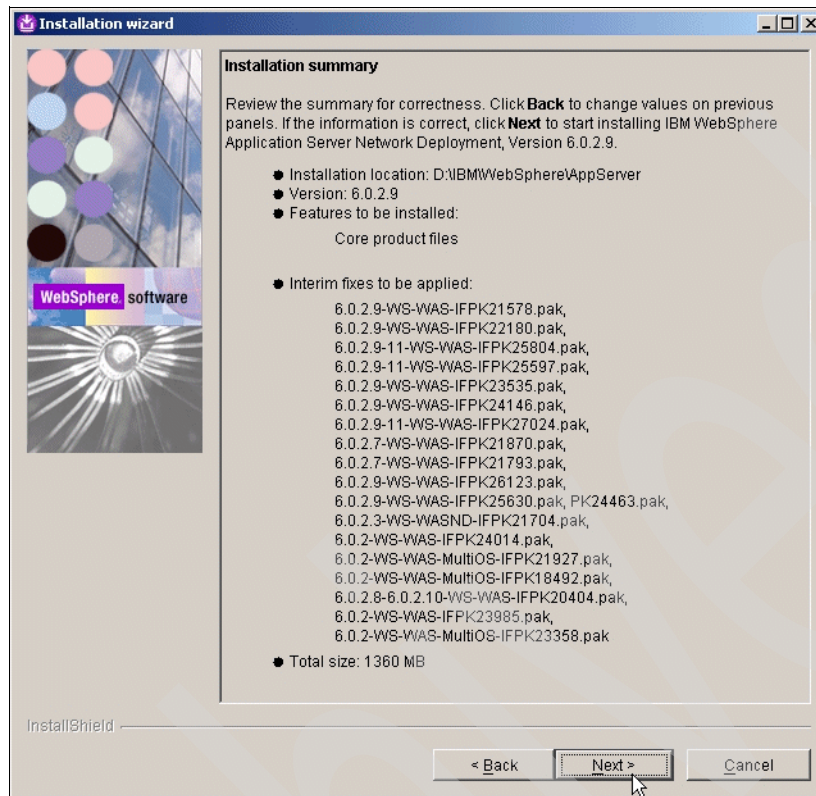 Installation wizard
Installation summary
Review the summary for correctness. Click Back to change values on previous
panels. If the information is correct, click Next to start installing IBM WebSphere
Application Server Network Deployment, Version 6.0.2.9.
Installation location: D:\IBM\WebSphere\AppServer
Version: 6.0.2.9
Features to be installed:
Core product files
Interim fixes to be applied:
6.0.2.9-WS-WAS-IFPK21578.pak,
6.0.2.9-WS-WAS-IFPK22180.pak,
6.0.2.9-11-WS-WAS-IFPK25804.pak,
6.0.2.9-11-WS-WAS-IFPK25597.pak,
6.0.2.9-WS-WAS-IFPK23535.pak,
6.0.2.9-WS-WAS-IFPK24146.pak,
6.0.2.9-11-WS-WAS-IFPK27024.pak,
6.0.2.7-WS-WAS-IFPK21870.pak,
6.0.2.7-WS-WAS-IFPK21793.pak,
6.0.2.9-WS-WAS-IFPK26123.pak,
6.0.2.9-WS-WAS-IFPK25630.pak, PK24463.pak,
6.0.2.3-WS-WASND-IFPK21704.pak,
6.0.2-WS-WAS-IFPK24014.pak,
6.0.2-WS-WAS-MultiOS-IFPK21927.pak,
6.0.2-WS-WAS-MultiOS-IFPK18492.pak,
6.0.2.8-6.0.2.10-WS-WAS-IFPK20404.pak,
6.0.2-WS-WAS-IFPK23985.pak,
6.0.2-WS-WAS-MultiOS-IFPK23358.pak
Total size: 1360 MB
WebSphere. software
InstallShield
< Back Next > Cancel